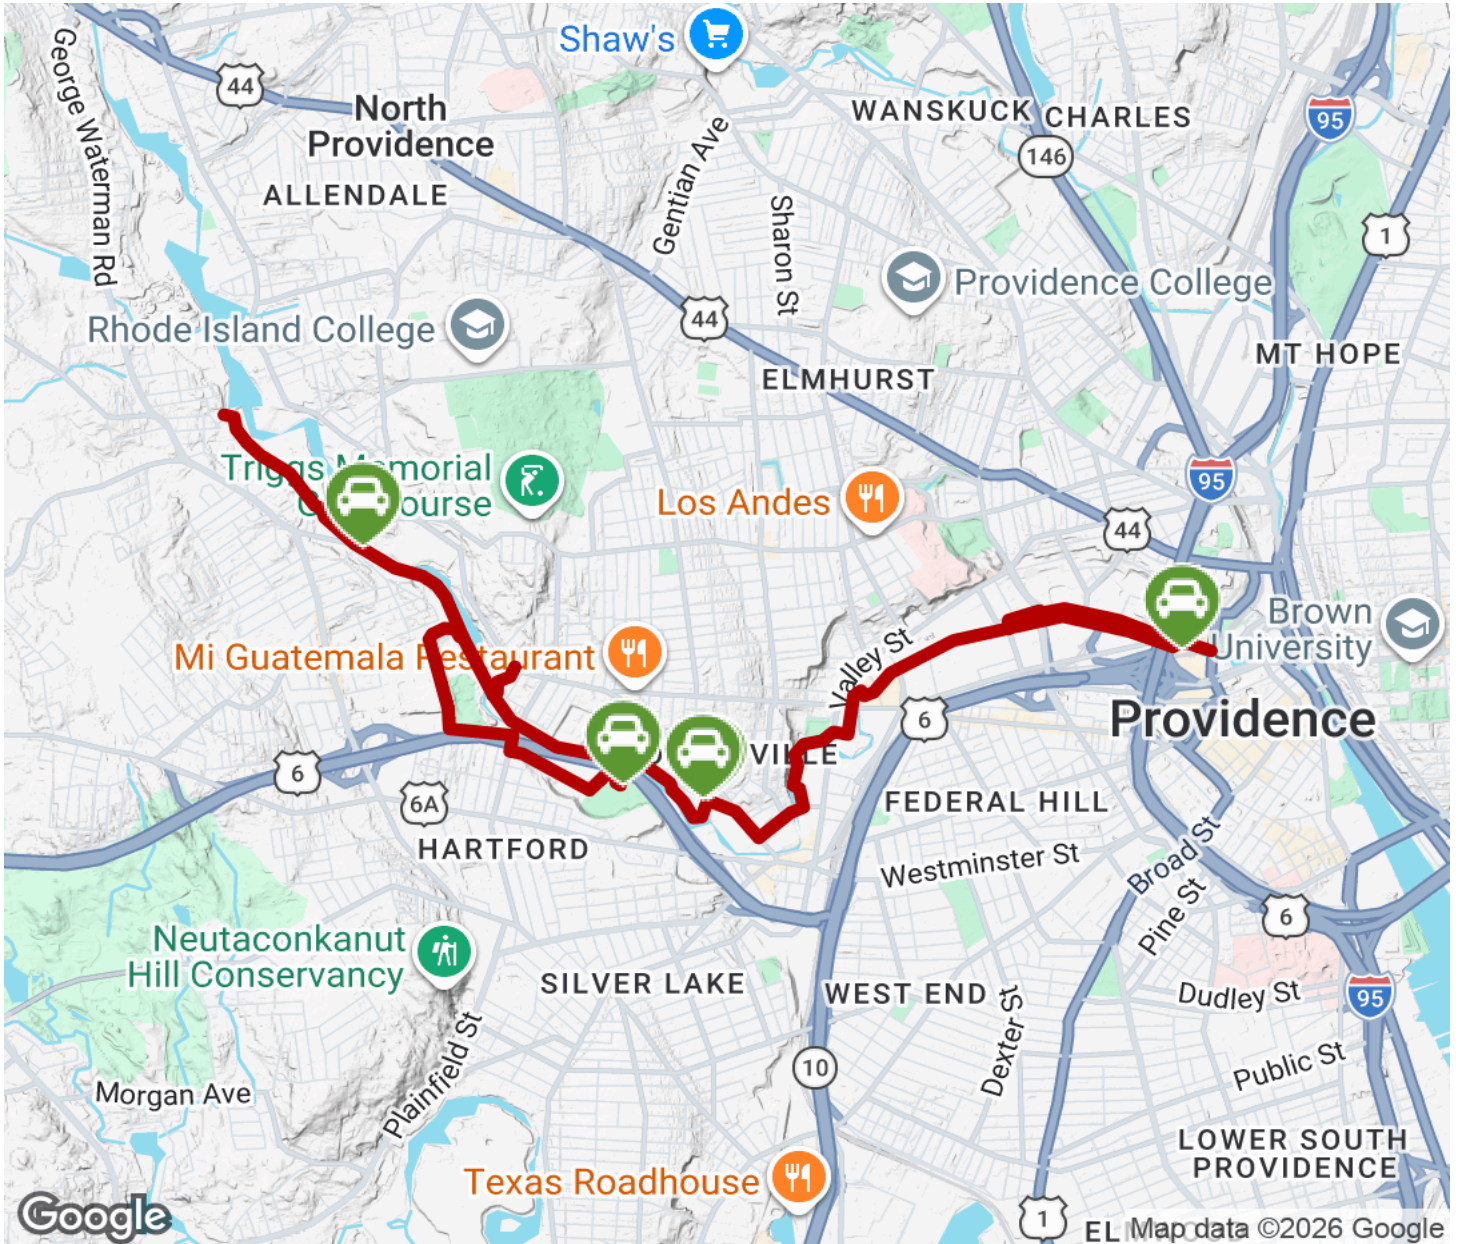 George Waterman Rd
44
North
Providence
ALLENDALE
Shaw's
Gentian Ave
Sharon St
WANSKUCK
CHARLES
146
95
1
Providence College
Rhode Island College
44
MT HOPE
ELMHURST
Triggs Memorial
Los Andes
95
44
Brown
University
Mi Guatemala Restaurant
Valley St
6
Providence
6
6A
HARTFORD
FEDERAL HILL
Westminster St
Broad St
Pine St
6
Neutaconkanut
Hill Conservancy
SILVER LAKE
WEST END
Dexter St
Dudley St
95
Plainfield St
Morgan Ave
10
Public St
LOWER SOUTH
PROVIDENCE
Texas Roadhouse
1
Google
Map data ©2026 Google